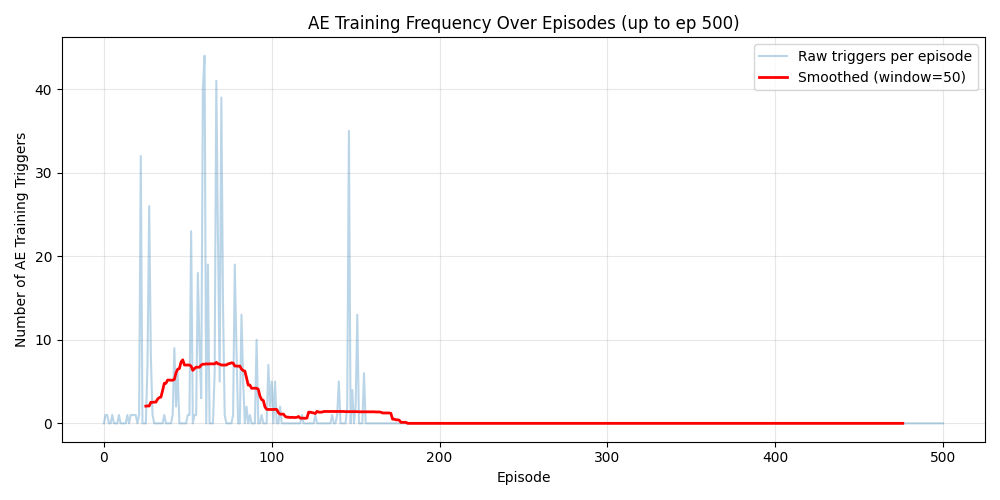 AE Training Frequency Over Episodes (up to ep 500)
Raw triggers per episode
Smoothed (window=50)
Number of AE Training Triggers
40
30
20
10
0
0 100 200 300 400 500
Episode